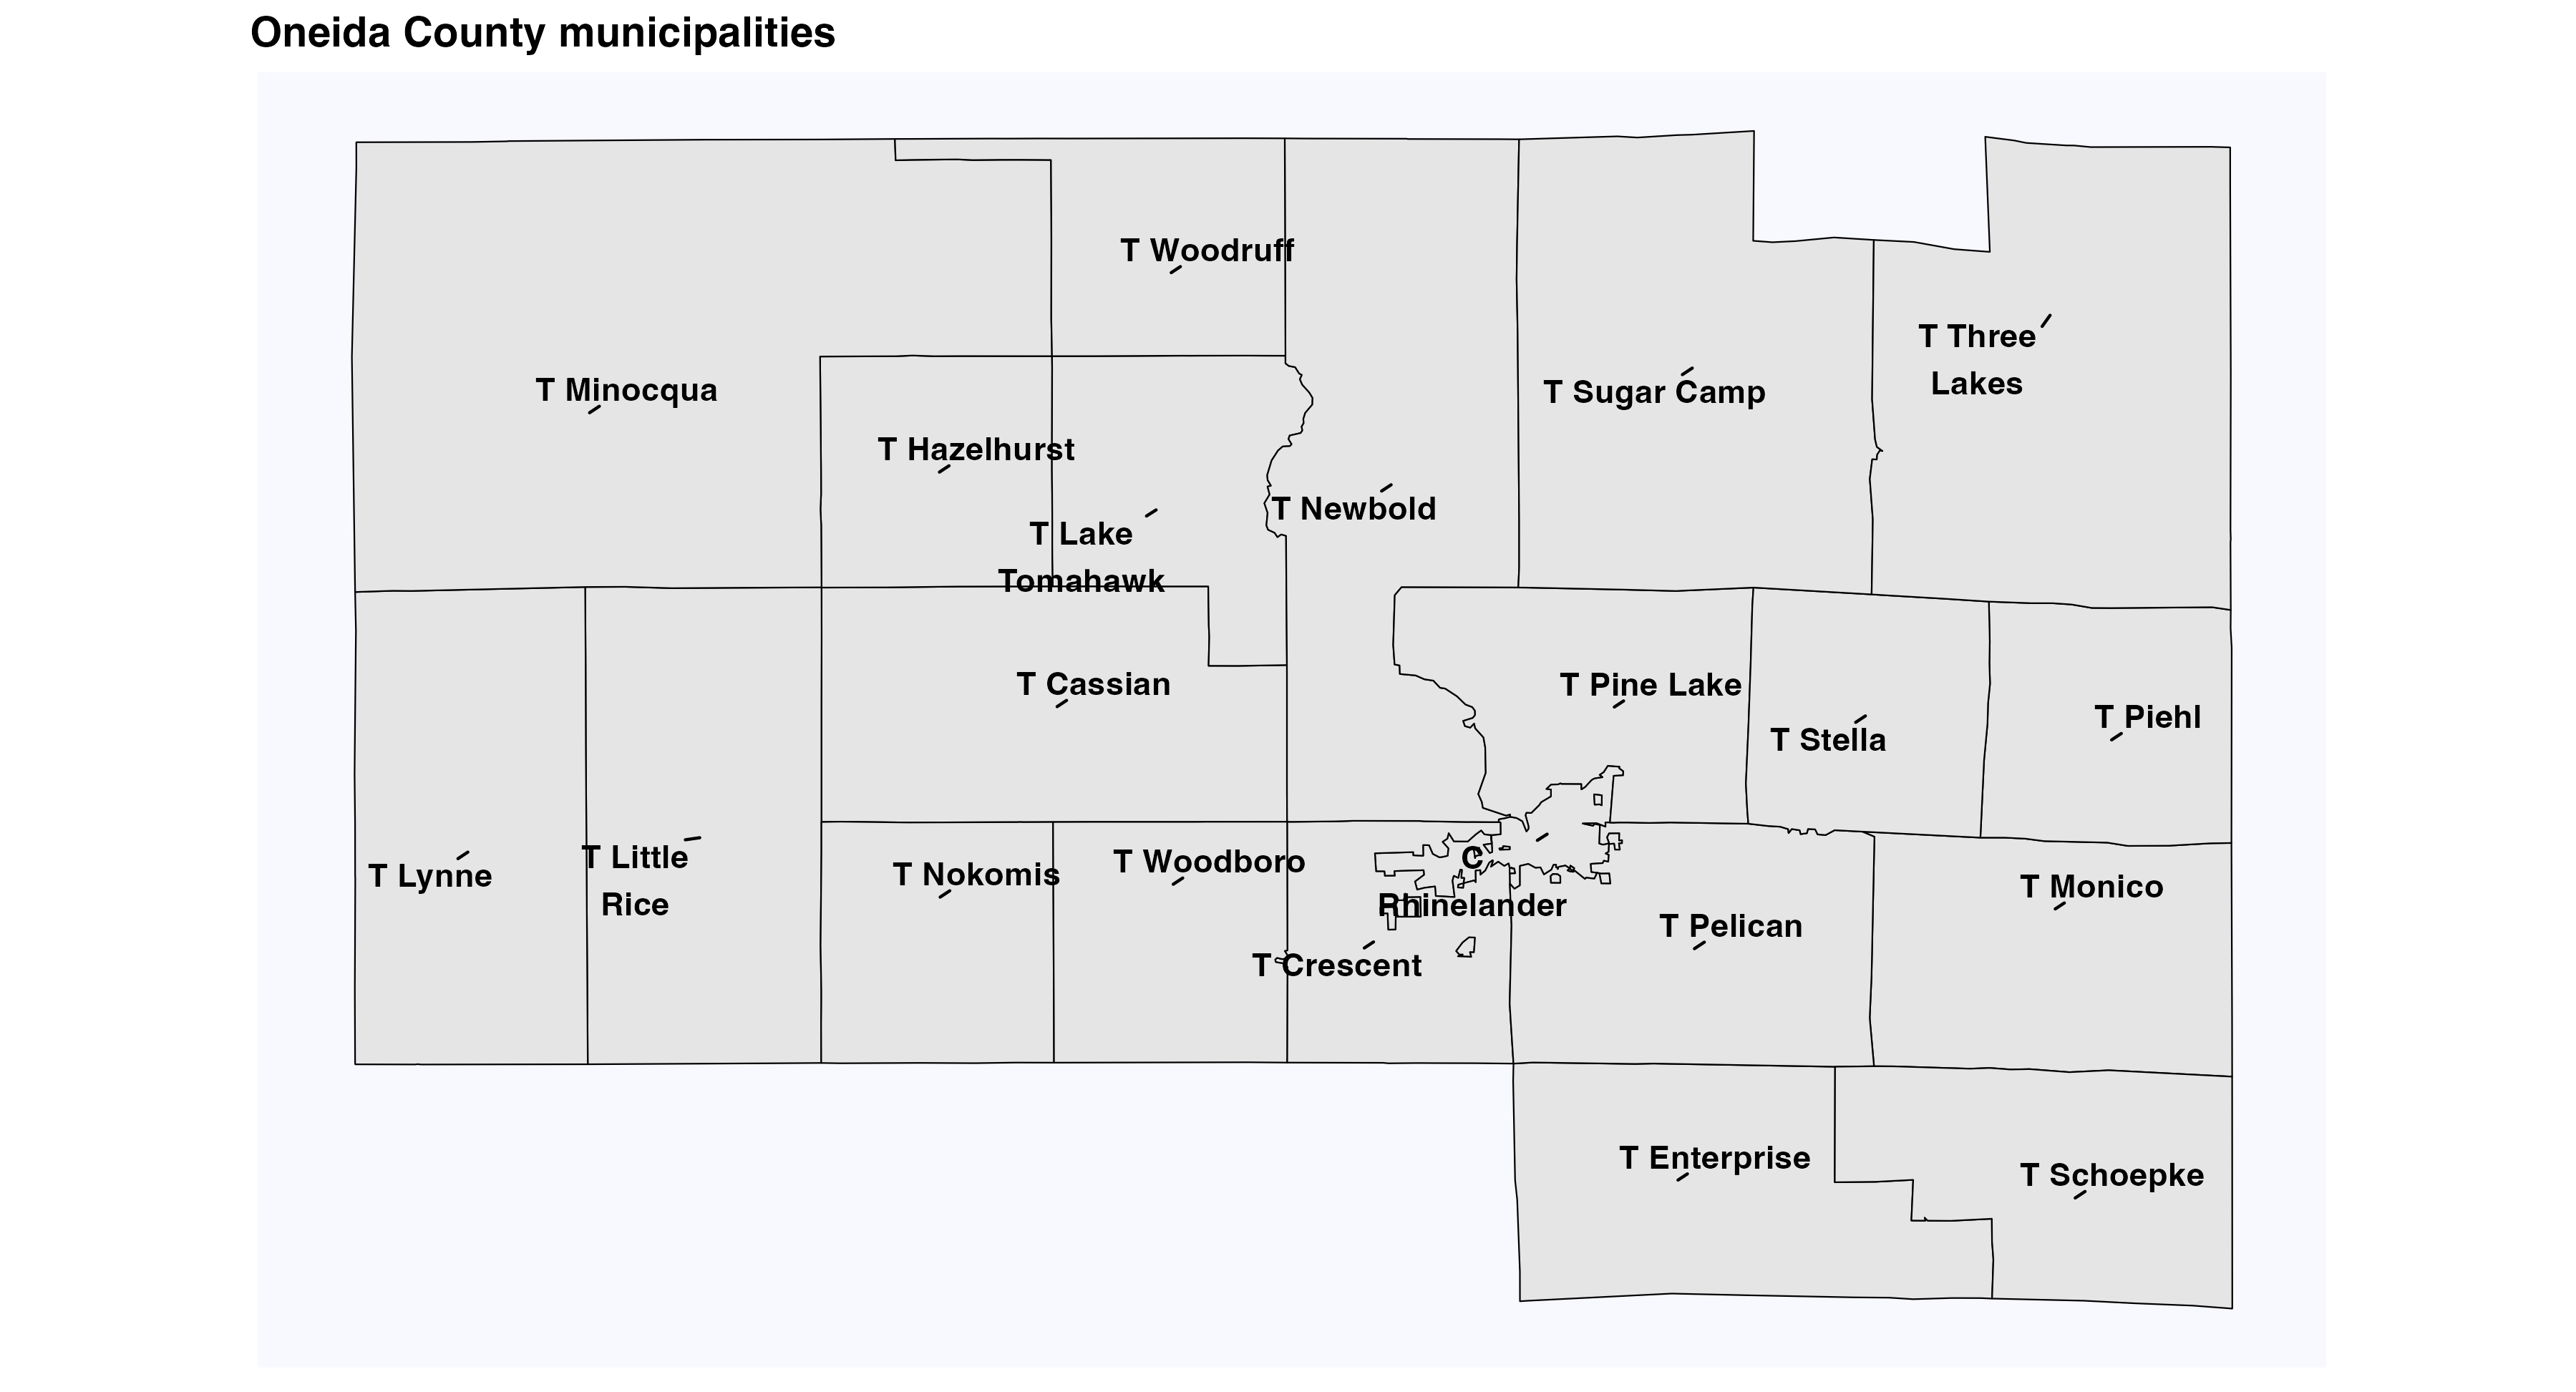 Oneida County municipalities
T Woodruff
T Three
Lakes
T Minocqua
T Sugar Camp
T Hazelhurst
T Newbold
T Lake
Tomahawk
T Cassian
T Pine Lake
T Piehl
T Stella
T Little
Rice
T Woodboro
C
Rhinelander
T Nokomis
T Lynne
T Monico
T Pelican
T Crescent
T Enterprise
T Schoepke